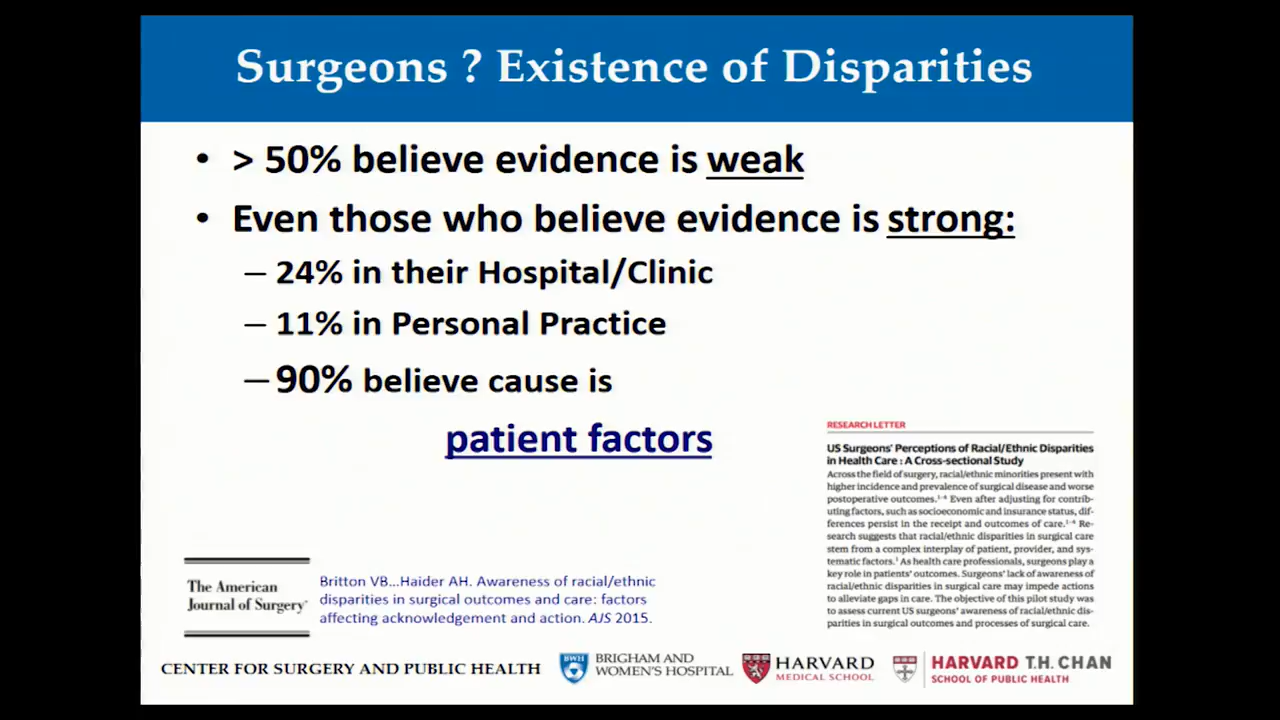 Surgeons ? Existence of Disparities
• > 50% believe evidence is weak
• Even those who believe evidence is strong:
– 24% in their Hospital/Clinic
– 11% in Personal Practice
– 90% believe cause is
patient factors
RESEARCH LETTER
US Surgeons' Perceptions of Racial/Ethnic Disparities
in Health Care : A Cross-sectional Study
Across the field of surgery, racial/ethnic minorities present with
higher incidence and prevalence of surgical disease and worse
postoperative outcomes.1-4 Even after adjusting for contrib-
uting factors, such as socioeconomic and insurance status, dif-
ferences persist in the receipt and outcomes of care.1-4 Re-
search suggests that racial/ethnic disparities in surgical care
stem from a complex interplay of patient, provider, and sys-
tematic factors.1 As health care professionals, surgeons play a
key role in patients' outcomes. Surgeons' lack of awareness of
racial/ethnic disparities in surgical care may impede actions
to alleviate gaps in care. The objective of this pilot study was
to assess current US surgeons' awareness of racial/ethnic dis-
parities in surgical outcomes and processes of surgical care.
The American
Journal of Surgery
Britton VB...Haider AH. Awareness of racial/ethnic
disparities in surgical outcomes and care: factors
affecting acknowledgement and action. AJS 2015.
CENTER FOR SURGERY AND PUBLIC HEALTH
BWH
BRIGHAM AND
WOMEN'S HOSPITAL
HARVARD
MEDICAL SCHOOL
HARVARD T.H. CHAN
SCHOOL OF PUBLIC HEALTH